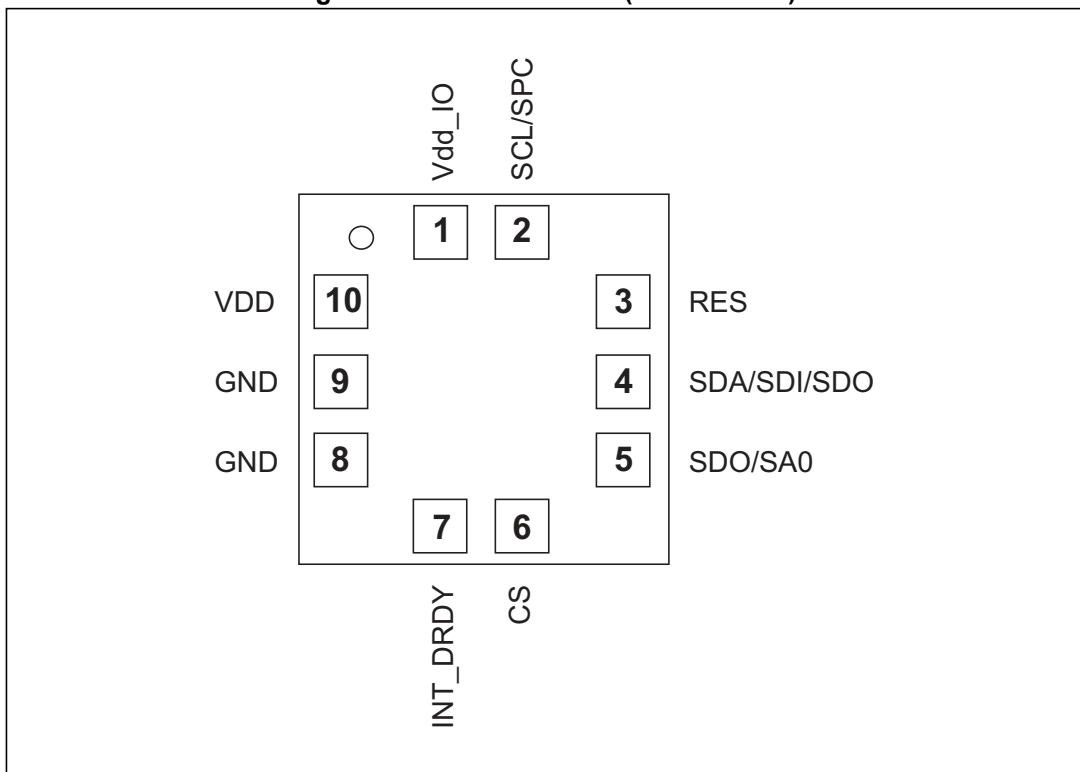 Vdd_IO
SCL/SPC
1
2
VDD
10
3
RES
GND
9
4
SDA/SDI/SDO
GND
8
5
SDO/SA0
7
6
INT_DRDY
CS